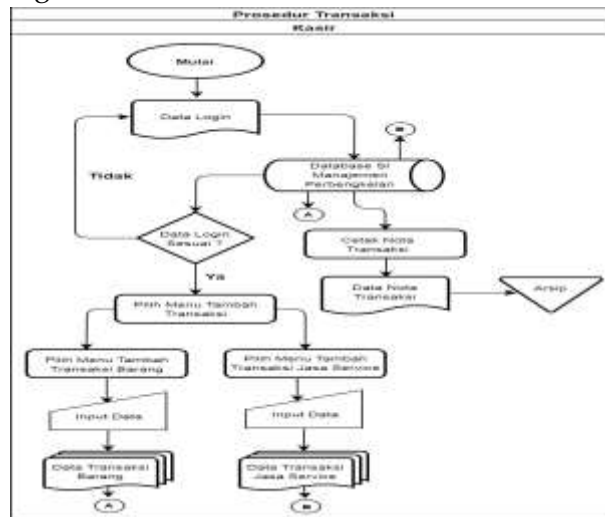 Prosedur Transaksi
Kasir
Mulai
Data Login
B
Database SI
Manajemen
Perbengkelan
Tidak
A
Data Login
Sesuai ?
Cetak Nota
Transaksi
Ya
Data Nota
Transaksi
Arsip
Pilih Menu Tambah
Transaksi
Pilih Menu Tambah
Transaksi Barang
Pilih Menu Tambah
Transaksi Jasa Service
Input Data
Input Data
Data Transaksi
Barang
Data Transaksi
Jasa Service
A
B